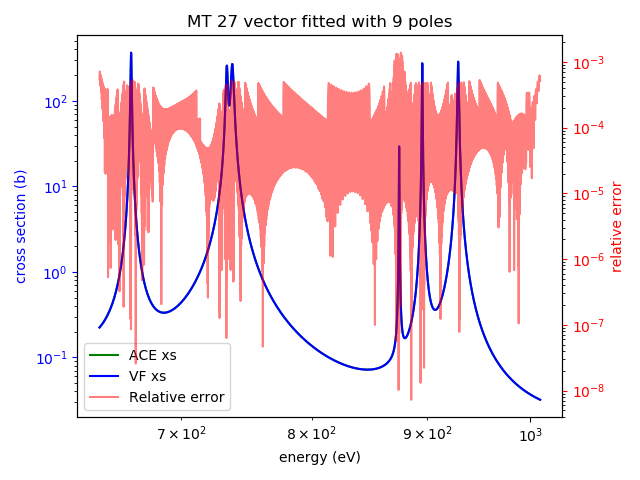 MT 27 vector fitted with 9 poles
cross section (b)
10²
10¹
10⁰
10⁻¹
10⁻³
10⁻⁴
10⁻⁵
10⁻⁶
10⁻⁷
10⁻⁸
relative error
ACE xs
VF xs
Relative error
7 × 10² 8 × 10² 9 × 10² 10³
energy (eV)